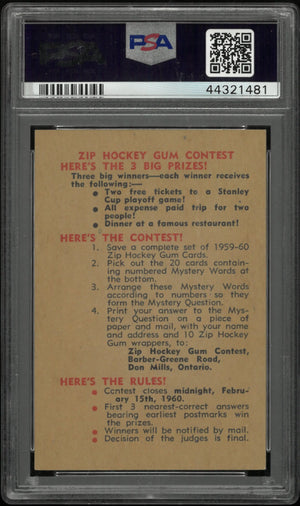 PSA
44321481
ZIP HOCKEY GUM CONTEST
HERE'S THE 3 BIG PRIZES!
Three big winners—each winner receives
the following:—
• Two free tickets to a Stanley
Cup playoff game!
• All expense paid trip for two
people!
• Dinner at a famous restaurant!
HERE'S THE CONTEST!
1. Save a complete set of 1959-60
Zip Hockey Gum Cards.
2. Pick out the 20 cards contain-
ing numbered Mystery Words at
the bottom.
3. Arrange these Mystery Words
according to numbers so they
form the Mystery Question.
4. Print your answer to the Mys-
tery Question on a piece of
paper and mail, with your name
and address and 10 Zip Hockey
Gum wrappers, to:
Zip Hockey Gum Contest,
Barber-Greene Road,
Don Mills, Ontario.
HERE'S THE RULES!
• Contest closes midnight, Febru-
ary 15th, 1960.
• First 3 nearest-correct answers
bearing earliest postmarks win
the prizes.
• Winners will be notified by mail.
• Decision of the judges is final.